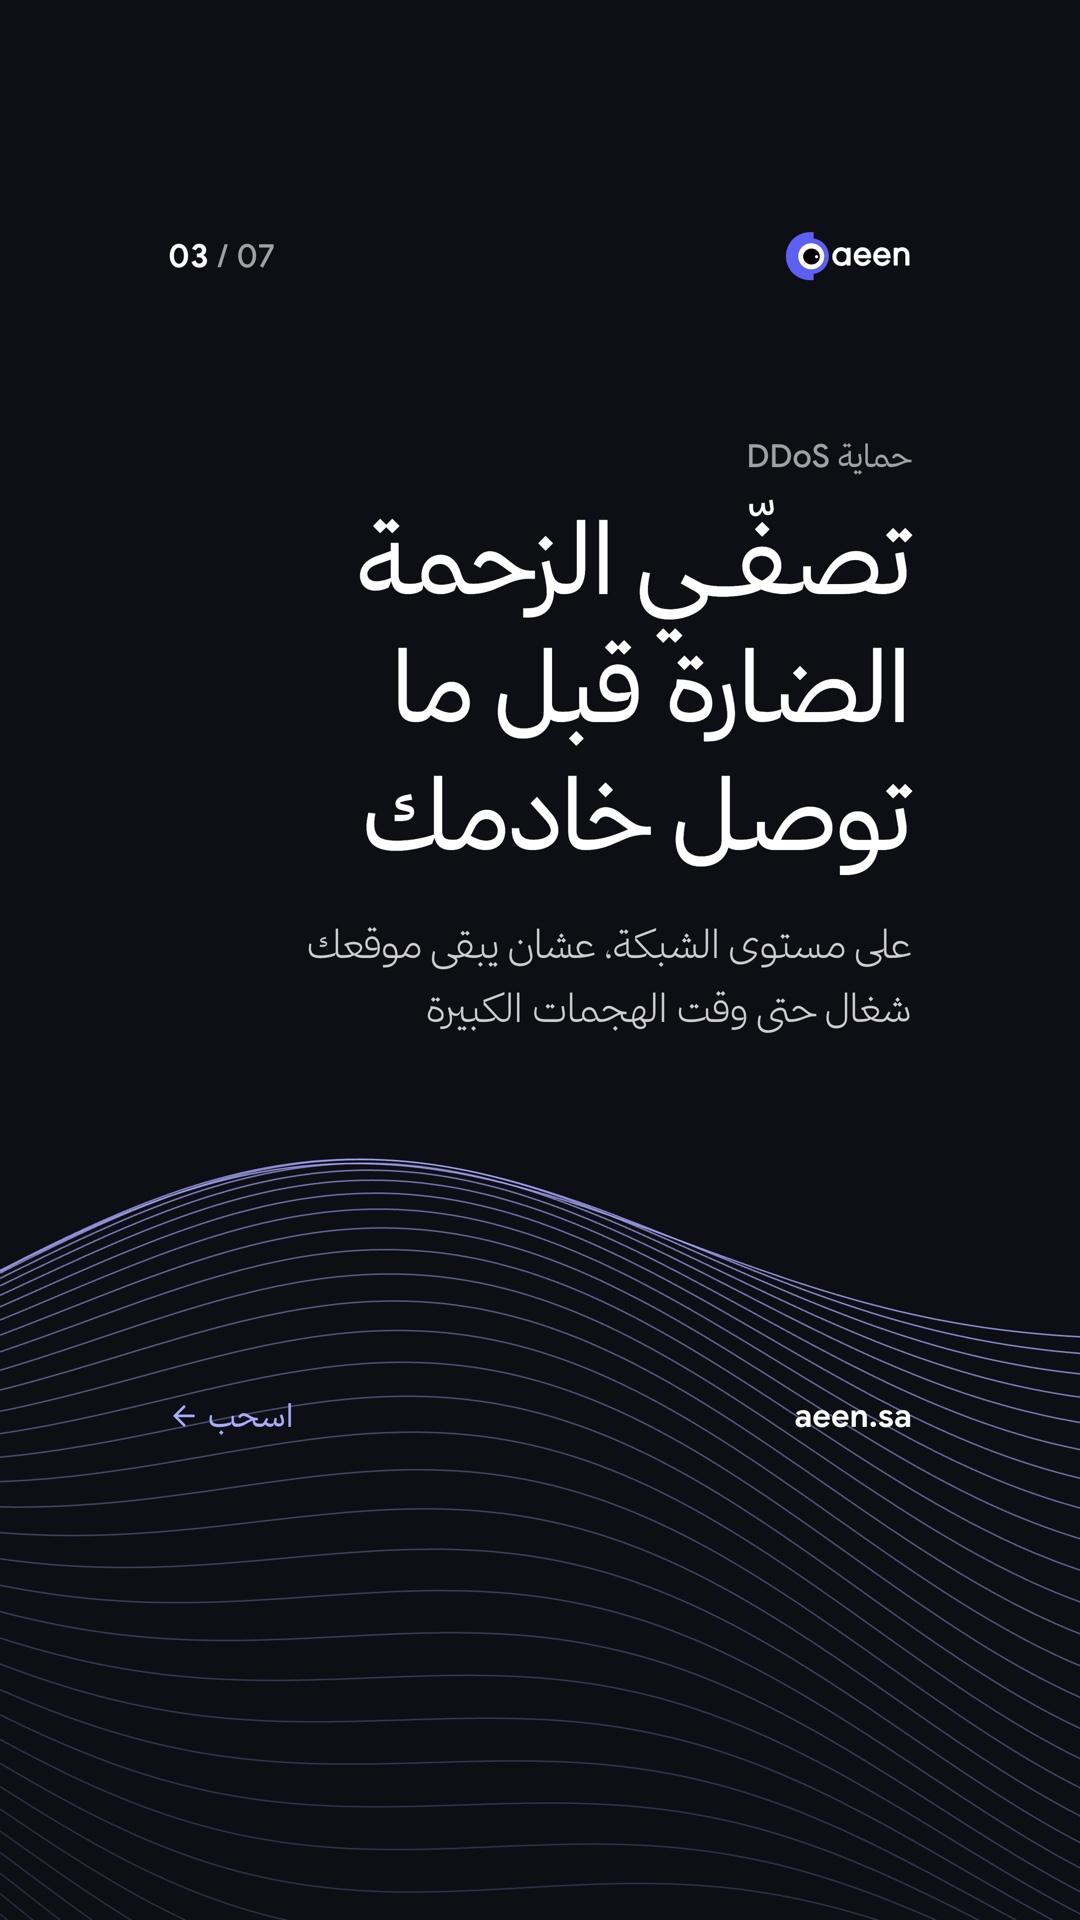 aeen
03 / 07
حماية DDoS
تصفّي الزحمة
الضارة قبل ما
توصل خادمك
على مستوى الشبكة، عشان يبقى موقعك
شغال حتى وقت الهجمات الكبيرة
aeen.sa
اسحب ←